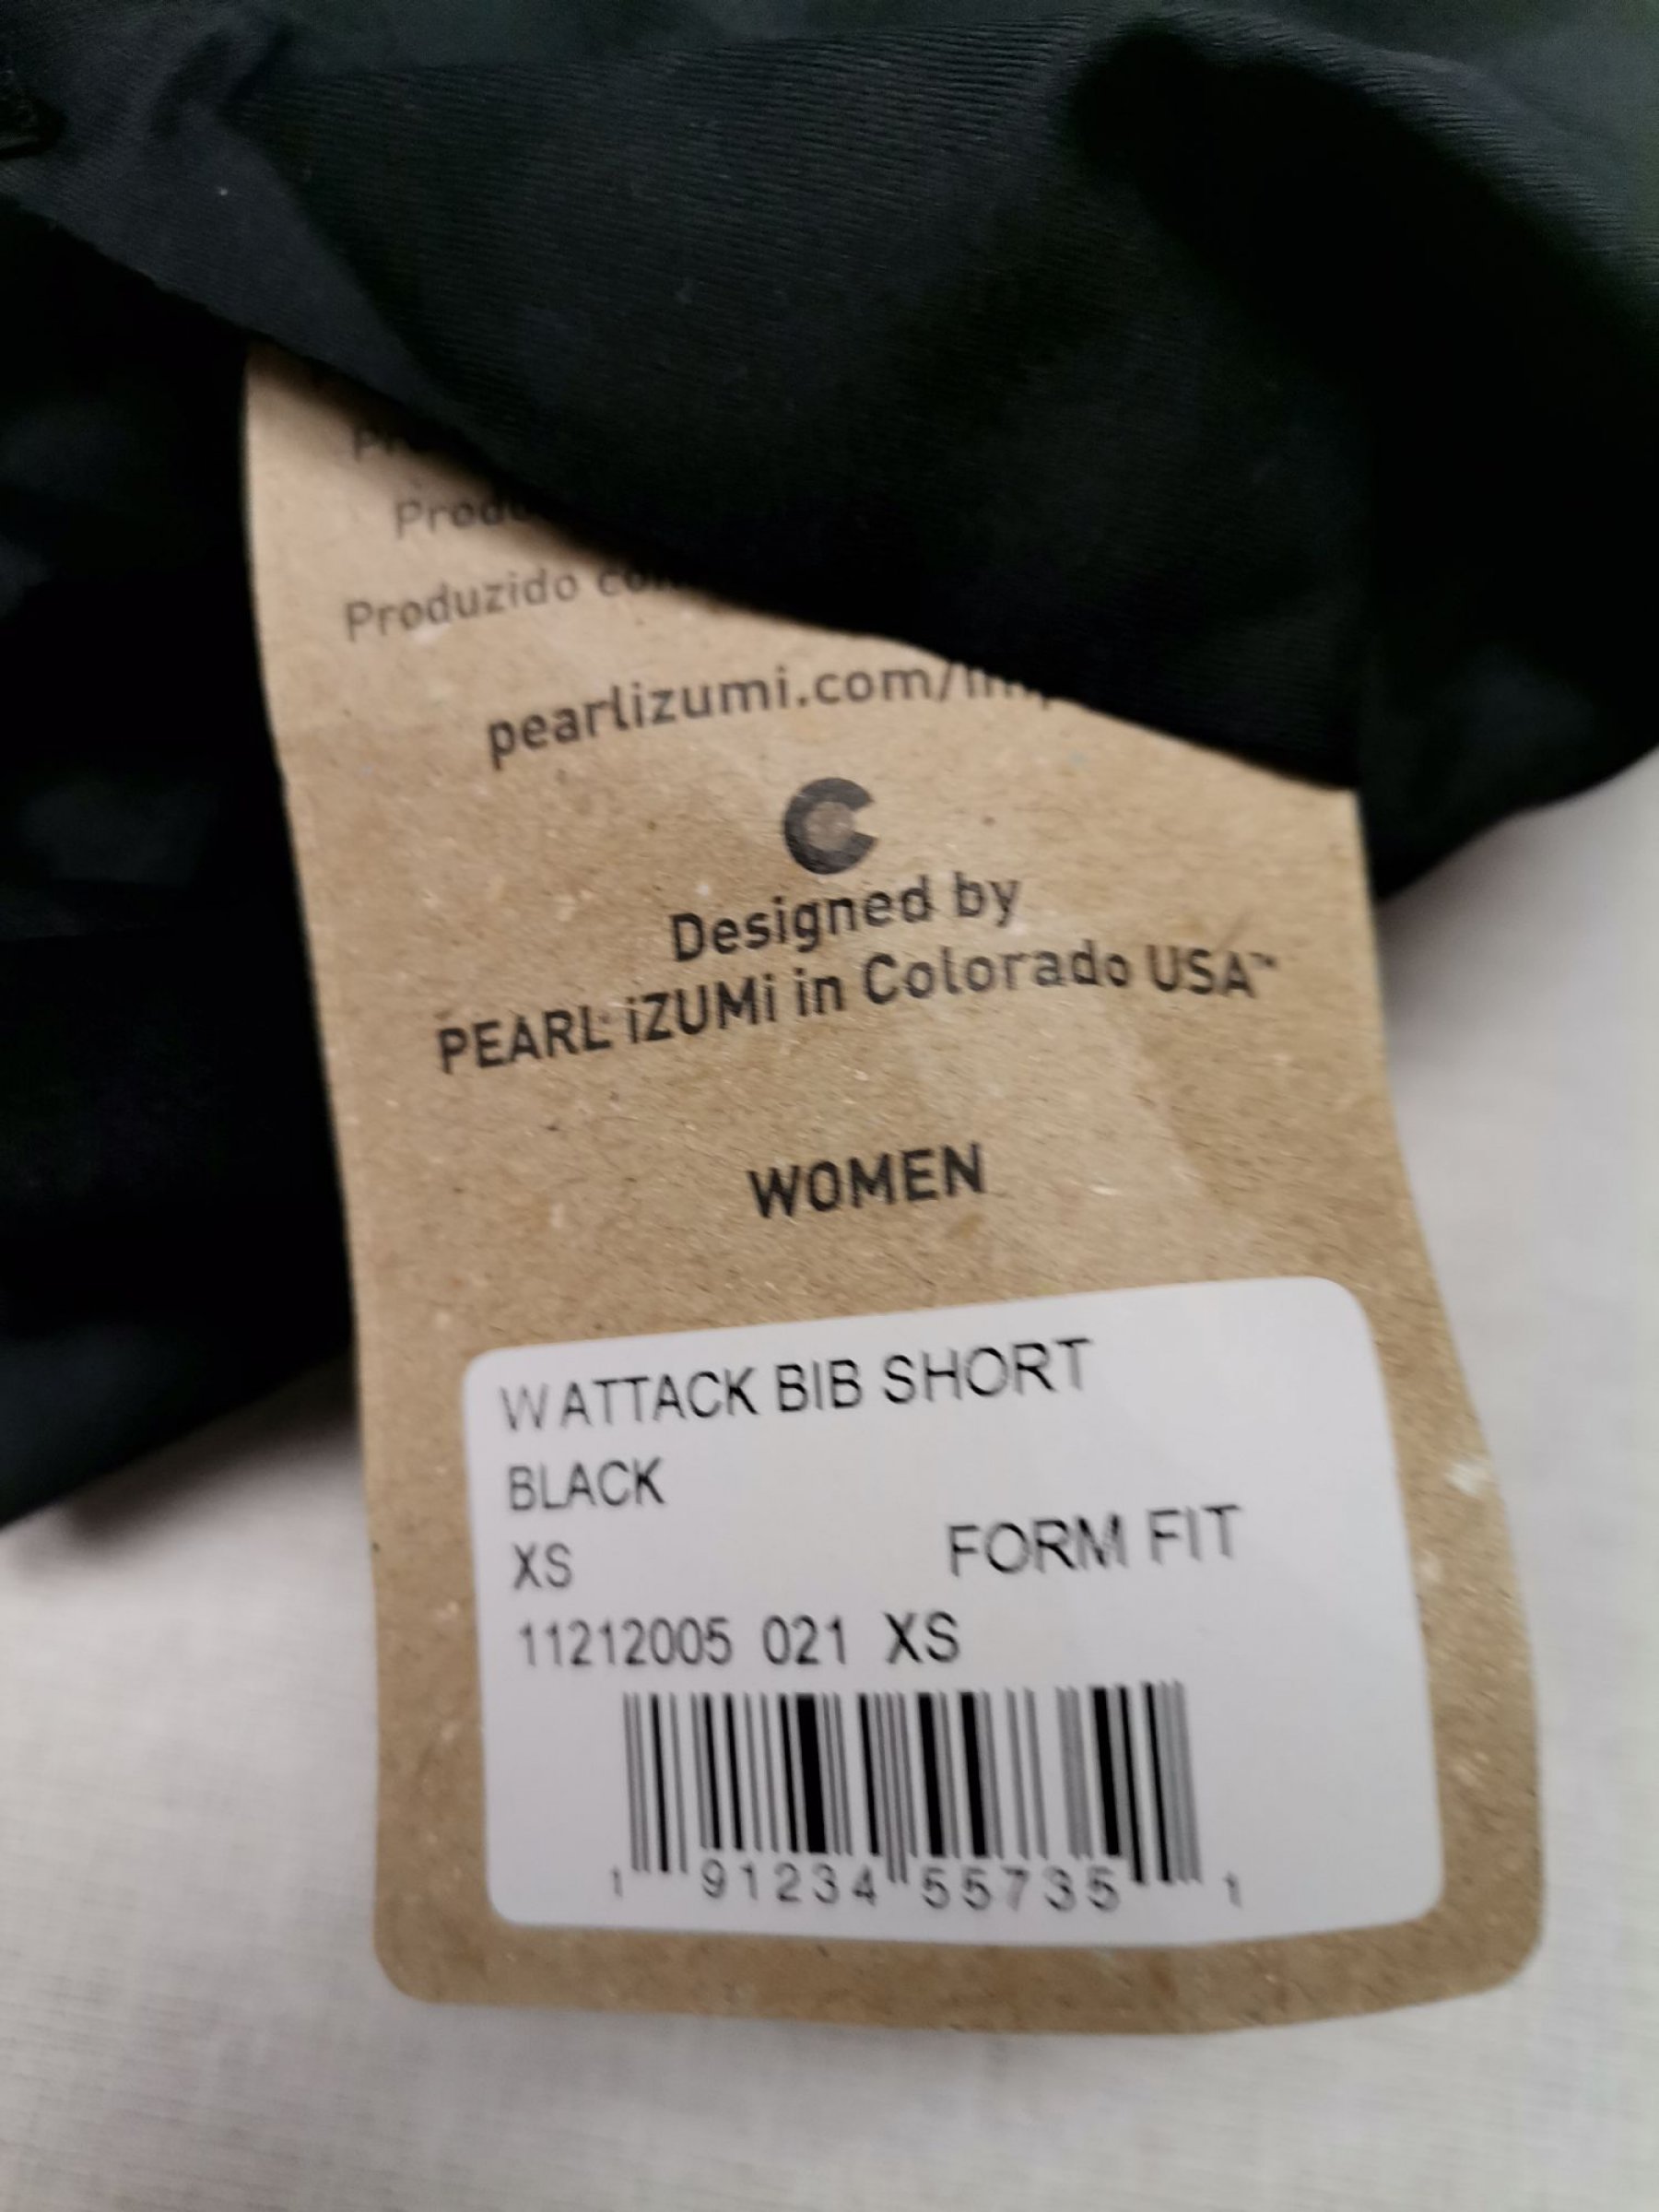 Produzido
pearlizumi.com/
C
Designed by
PEARL iZUMi in Colorado USA™
WOMEN
W ATTACK BIB SHORT
BLACK
XS
FORM FIT
11212005 021 XS
1 91234 55735 1